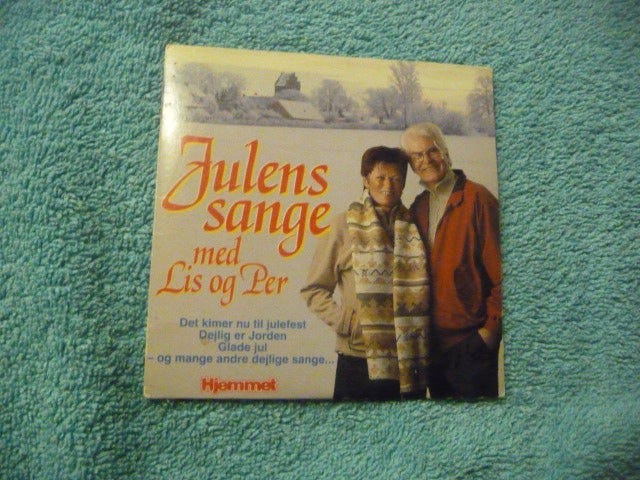 Julens
sange
med
Lis og Per
Det kimer nu til julefest
Dejlig er Jorden
Glade jul
- og mange andre dejlige sange...
Hjemmet